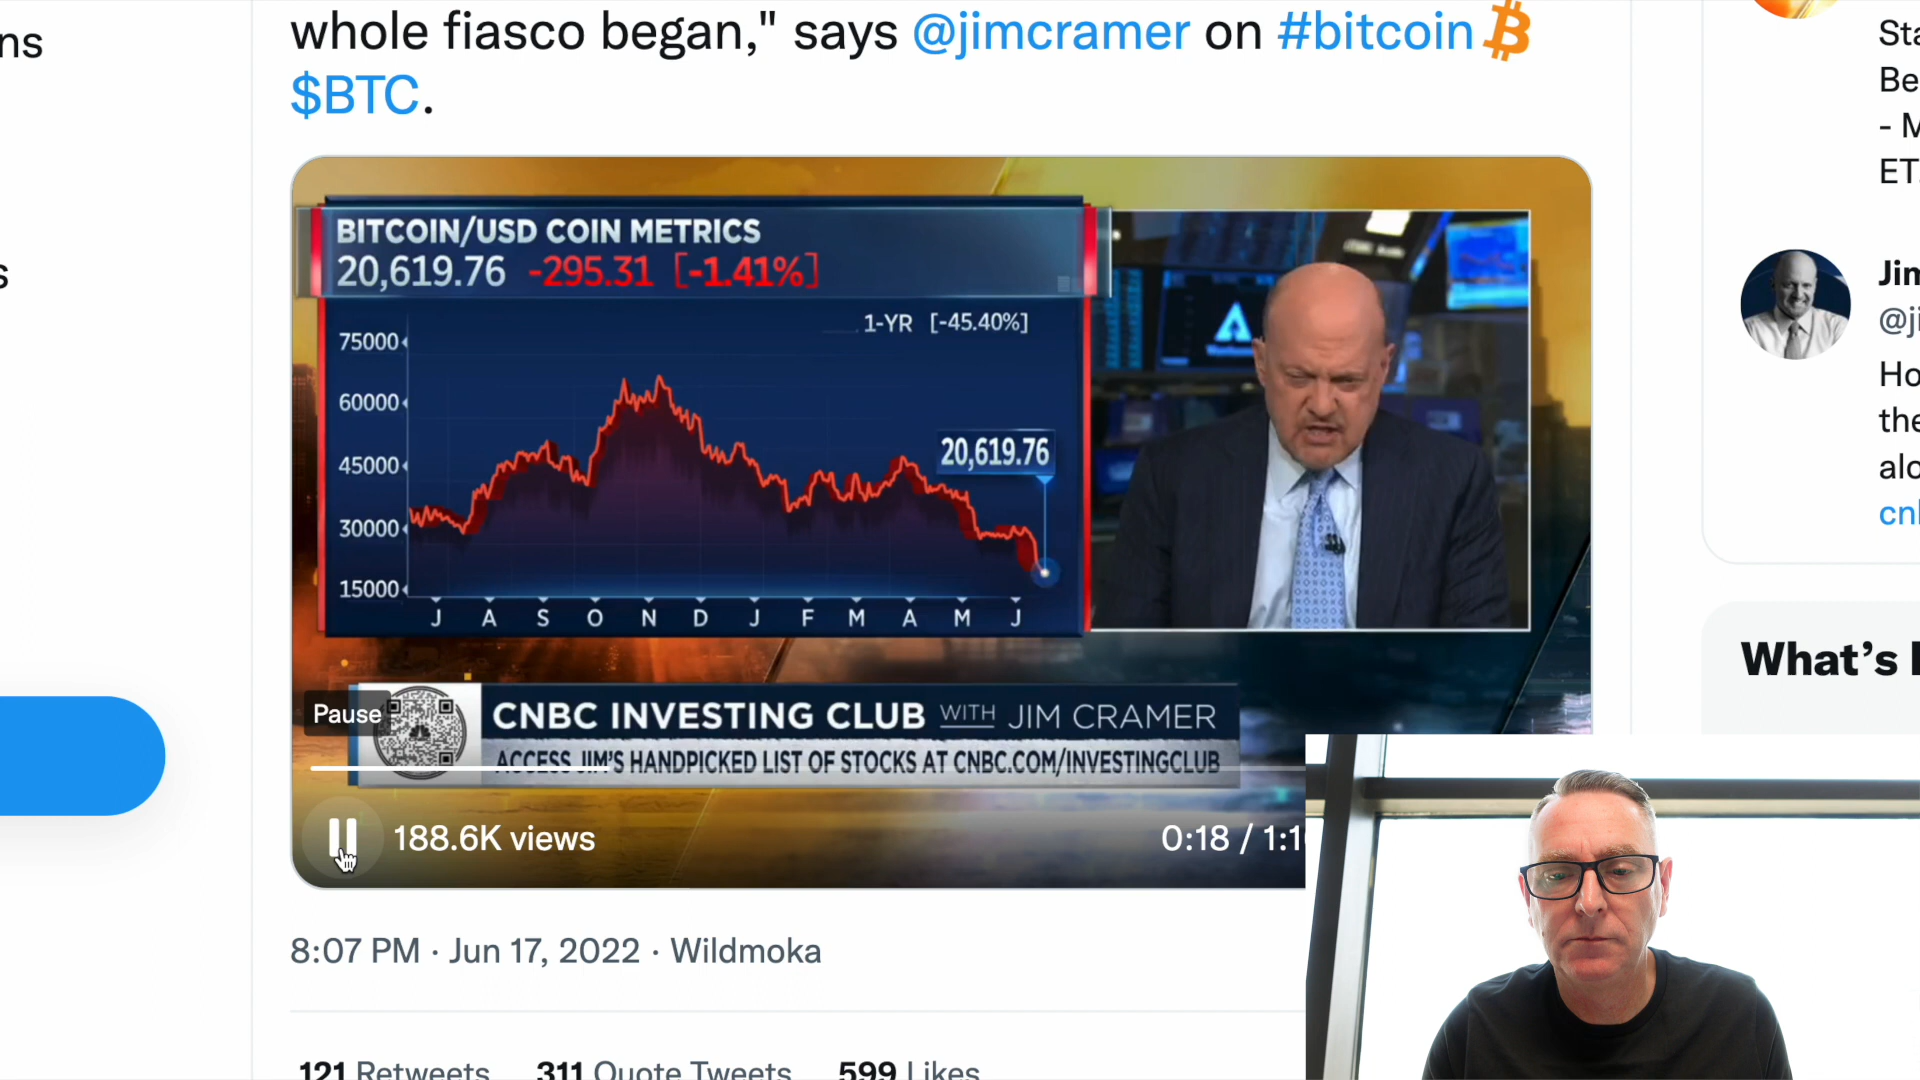 whole fiasco began," says @jimcramer on #bitcoin
$BTC.
BITCOIN/USD COIN METRICS
20,619.76 -295.31 [-1.41%]
1-YR [-45.40%]
75000
60000
45000
30000
15000
20,619.76
J A S O N D J F M A M J
Pause
CNBC INVESTING CLUB WITH JIM CRAMER
ACCESS JIM'S HANDPICKED LIST OF STOCKS AT CNBC.COM/INVESTINGCLUB
188.6K views
0:18 / 1:1
8:07 PM · Jun 17, 2022 · Wildmoka
121 Retweets 311 Quote Tweets 599 Likes
ns
s
Sta
Be
- M
ET
Jim
@ji
Ho
the
alo
cnb
What's